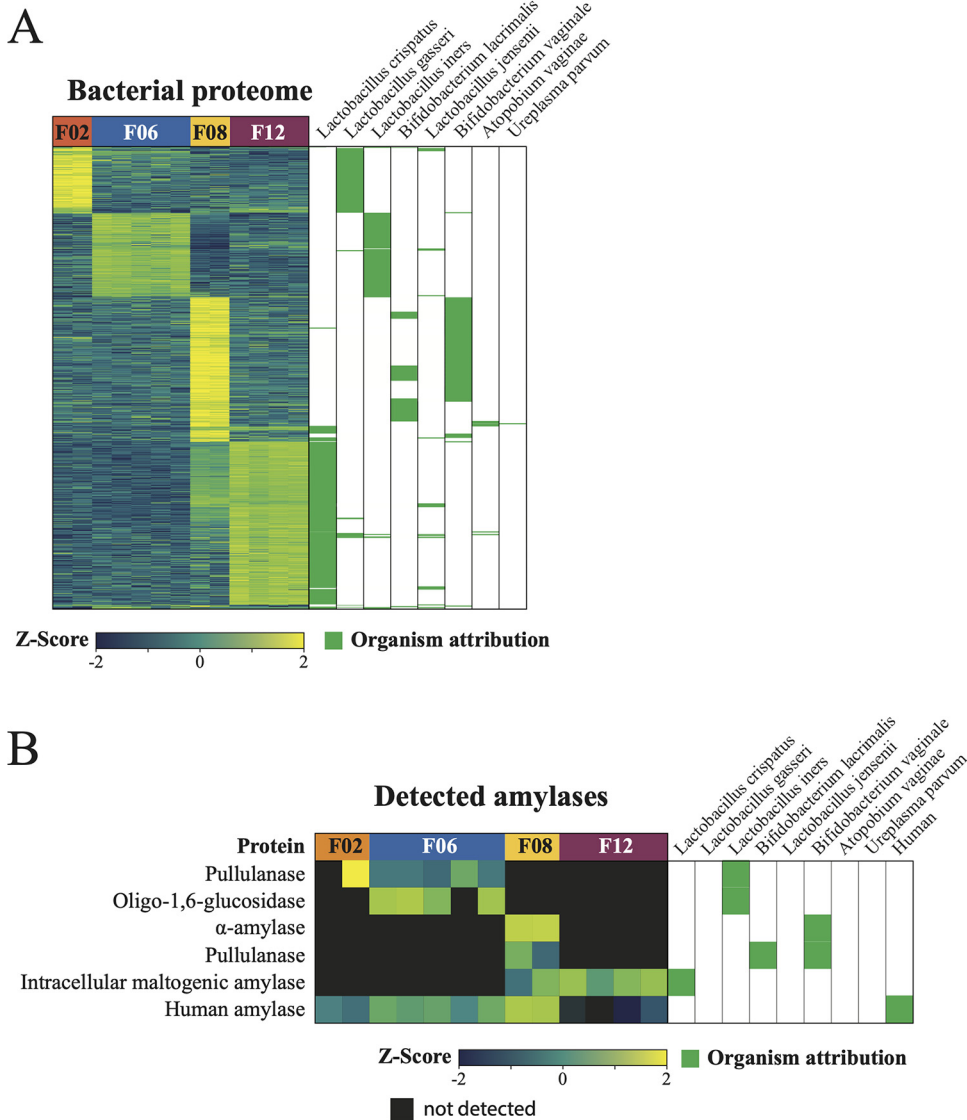 A
Bacterial proteome
Lactobacillus crispatus
Lactobacillus gasseri
Lactobacillus iners
Bifidobacterium lacrimalis
Lactobacillus jensenii
Bifidobacterium vaginale
Atopobium vaginae
Ureplasma parvum
F02 F06 F08 F12
Z-Score
-2 0 2
Organism attribution
B
Detected amylases
Lactobacillus crispatus
Lactobacillus gasseri
Lactobacillus iners
Bifidobacterium lacrimalis
Lactobacillus jensenii
Bifidobacterium vaginale
Atopobium vaginae
Ureplasma parvum
Human
Protein F02 F06 F08 F12
Pullulanase
Oligo-1,6-glucosidase
α-amylase
Pullulanase
Intracellular maltogenic amylase
Human amylase
Z-Score
-2 0 2
Organism attribution
not detected